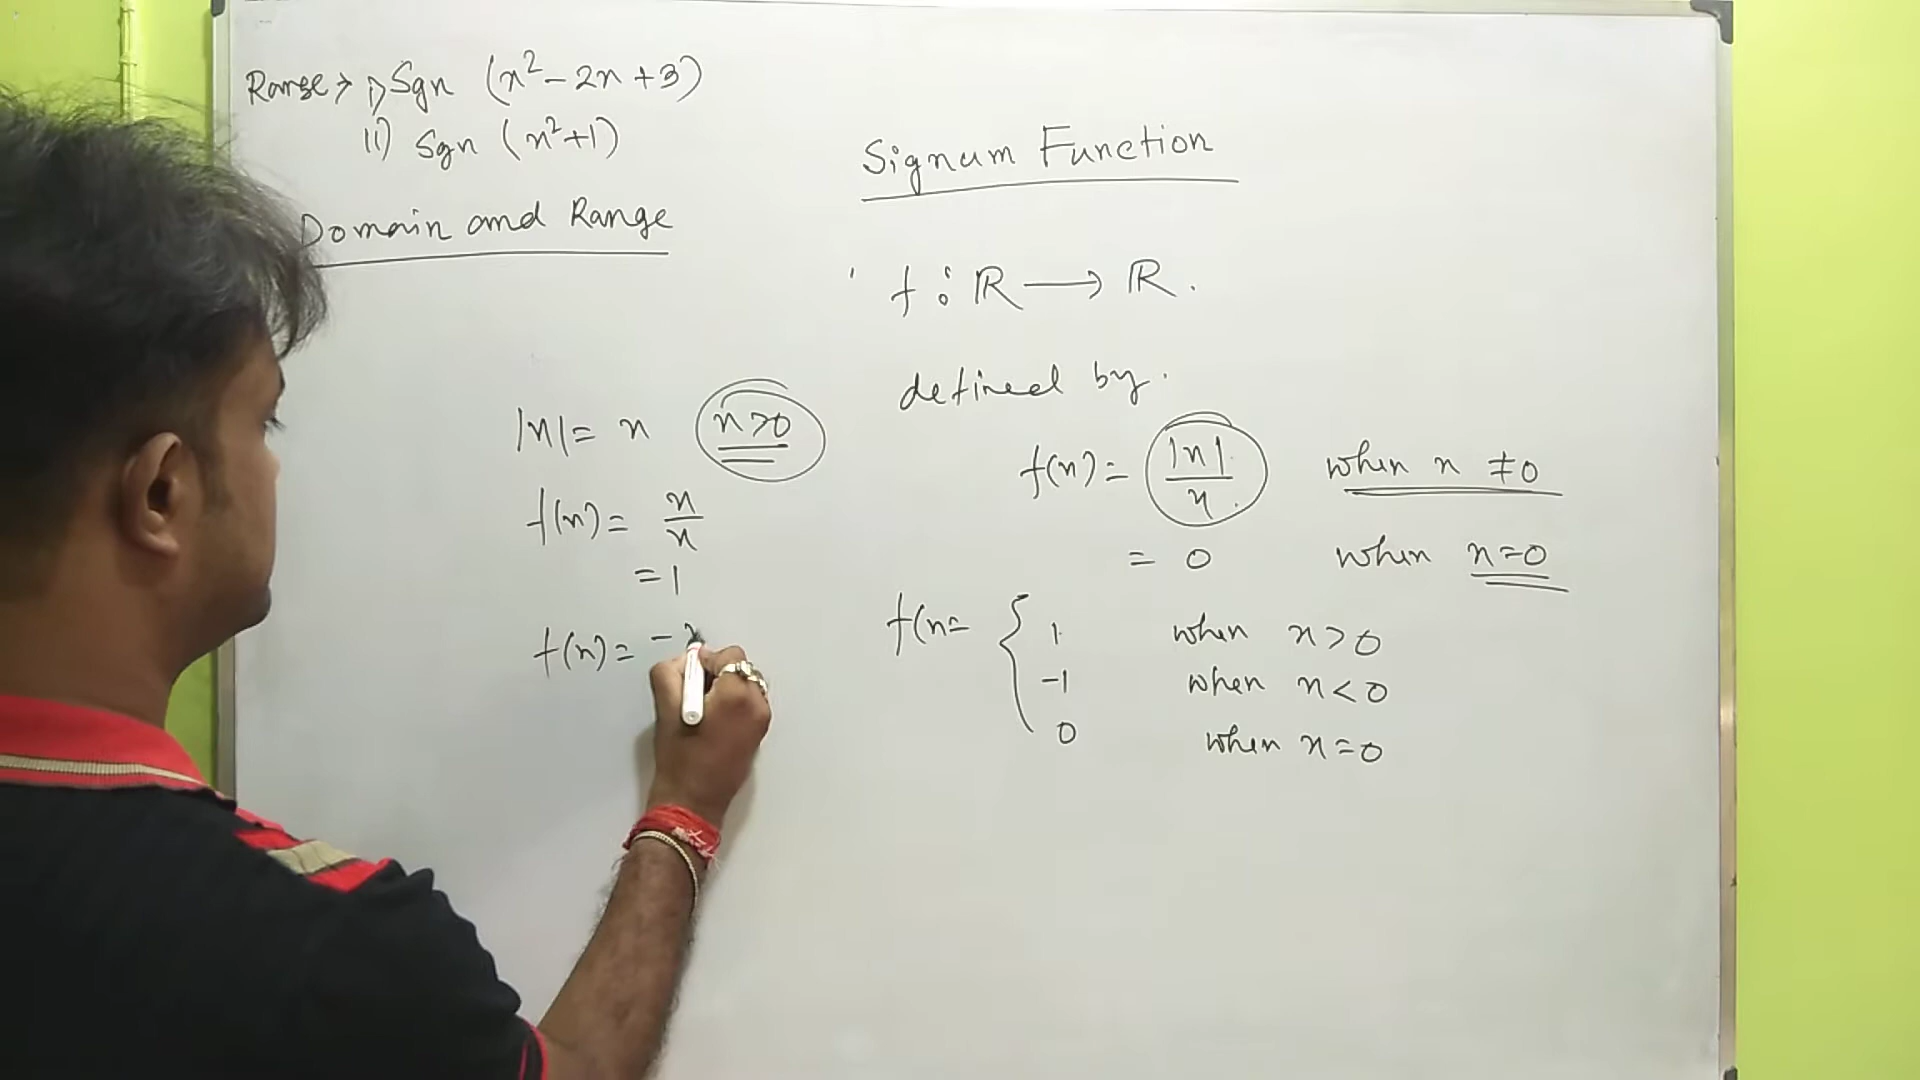 Range > i) Sgn (x² - 2x + 3)
ii) Sgn (x² + 1)
Domain and Range
|x| = x x>0
f(x) = x/x
= 1
f(x) = -x
Signum Function
f : ℝ → ℝ.
defined by.
f(x) = |x|/x when x ≠ 0
= 0 when x = 0
f(x = { 1 when x > 0
-1 when x < 0
0 when x = 0